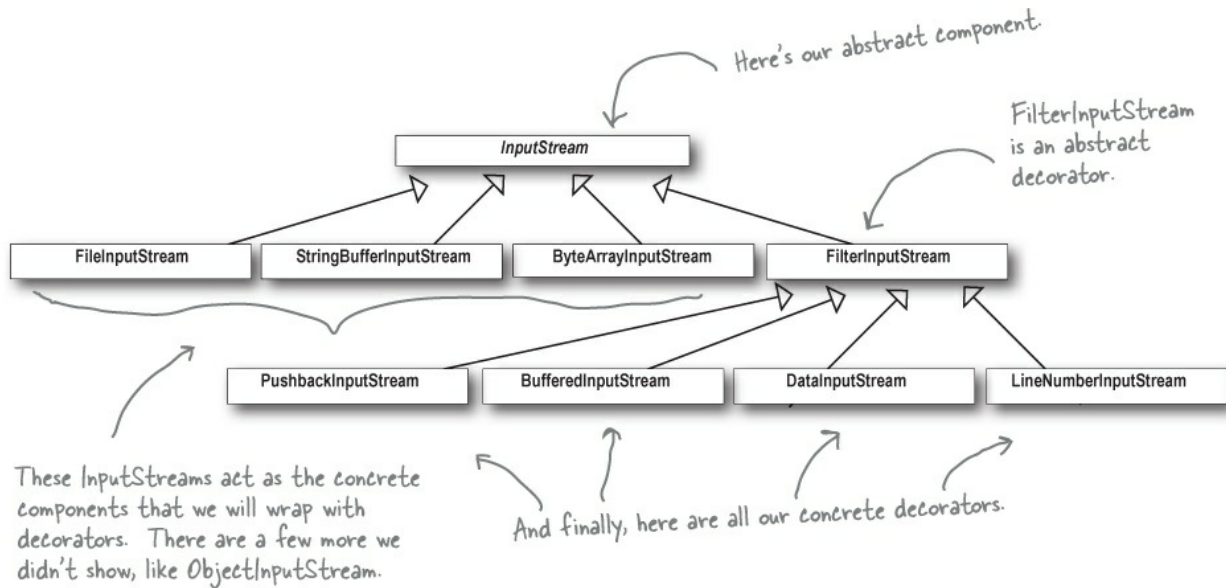 Here's our abstract component.
InputStream
FilterInputStream
is an abstract
decorator.
FileInputStream
StringBufferInputStream
ByteArrayInputStream
FilterInputStream
PushbackInputStream
BufferedInputStream
DataInputStream
LineNumberInputStream
These InputStreams act as the concrete
components that we will wrap with
decorators. There are a few more we
didn't show, like ObjectInputStream.
And finally, here are all our concrete decorators.